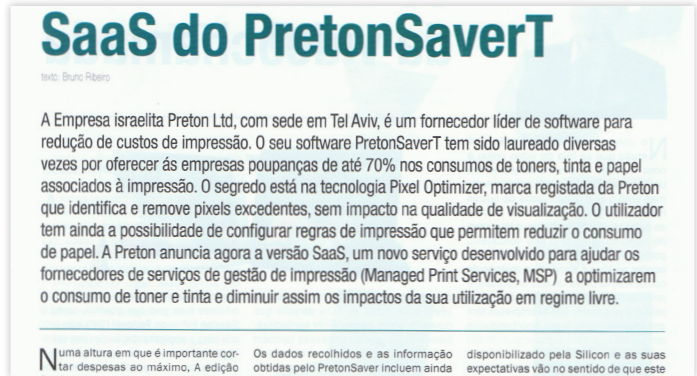 SaaS do PretonSaverT
texto: Bruno Ribeiro
A Empresa israelita Preton Ltd, com sede em Tel Aviv, é um fornecedor líder de software para
redução de custos de impressão. O seu software PretonSaverT tem sido laureado diversas
vezes por oferecer ás empresas poupanças de até 70% nos consumos de toners, tinta e papel
associados à impressão. O segredo está na tecnologia Pixel Optimizer, marca registada da Preton
que identifica e remove pixels excedentes, sem impacto na qualidade de visualização. O utilizador
tem ainda a possibilidade de configurar regras de impressão que permitem reduzir o consumo
de papel. A Preton anuncia agora a versão SaaS, um novo serviço desenvolvido para ajudar os
fornecedores de serviços de gestão de impressão (Managed Print Services, MSP) a optimizarem
o consumo de toner e tinta e diminuir assim os impactos da sua utilização em regime livre.
Numa altura em que é importante cor-
tar despesas ao máximo, A edição
Os dados recolhidos e as informação
obtidas pelo PretonSaver incluem ainda
disponibilizado pela Silicon e as suas
expectativas vão no sentido de que este